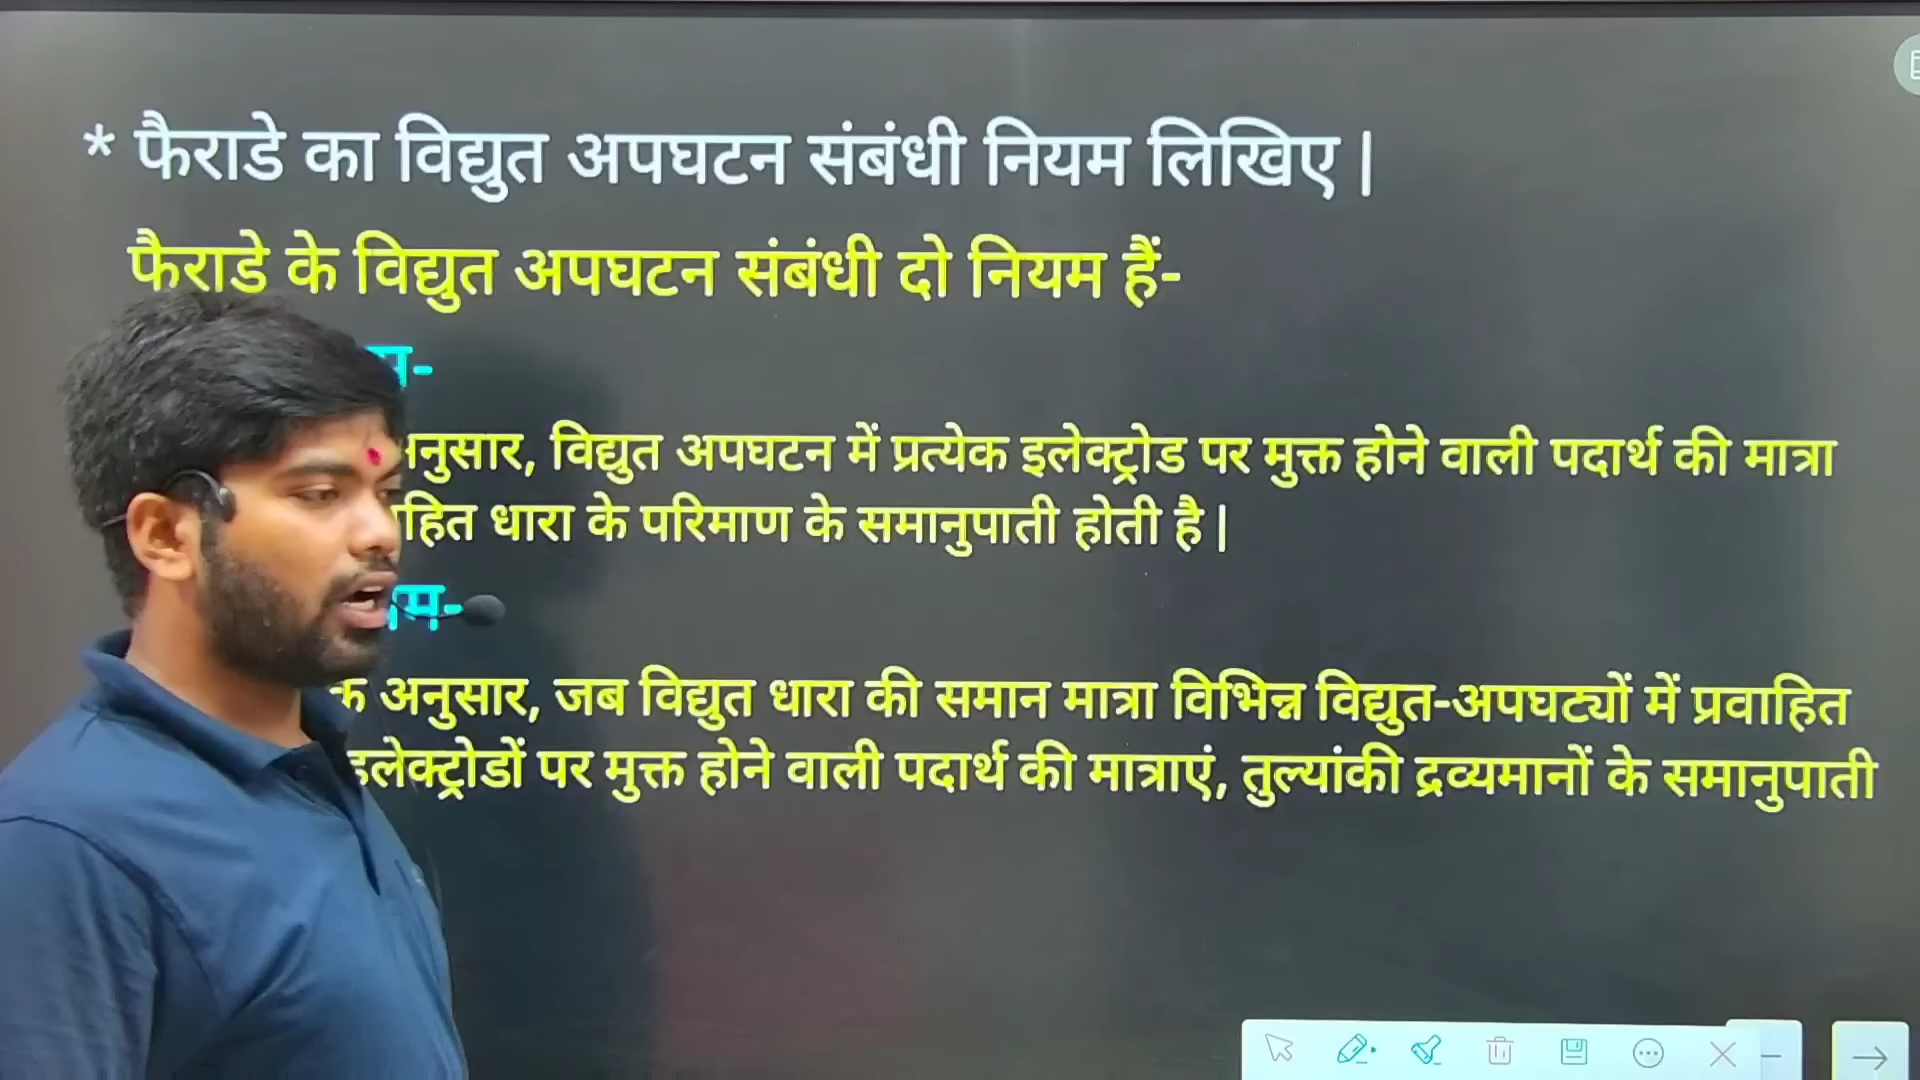 * फैराडे का विद्युत अपघटन संबंधी नियम लिखिए |
फैराडे के विद्युत अपघटन संबंधी दो नियम हैं-
अनुसार, विद्युत अपघटन में प्रत्येक इलेक्ट्रोड पर मुक्त होने वाली पदार्थ की मात्रा
धारा के परिमाण के समानुपाती होती है |
के अनुसार, जब विद्युत धारा की समान मात्रा विभिन्न विद्युत-अपघट्यों में प्रवाहित
इलेक्ट्रोडों पर मुक्त होने वाली पदार्थ की मात्राएं, तुल्यांकी द्रव्यमानों के समानुपाती